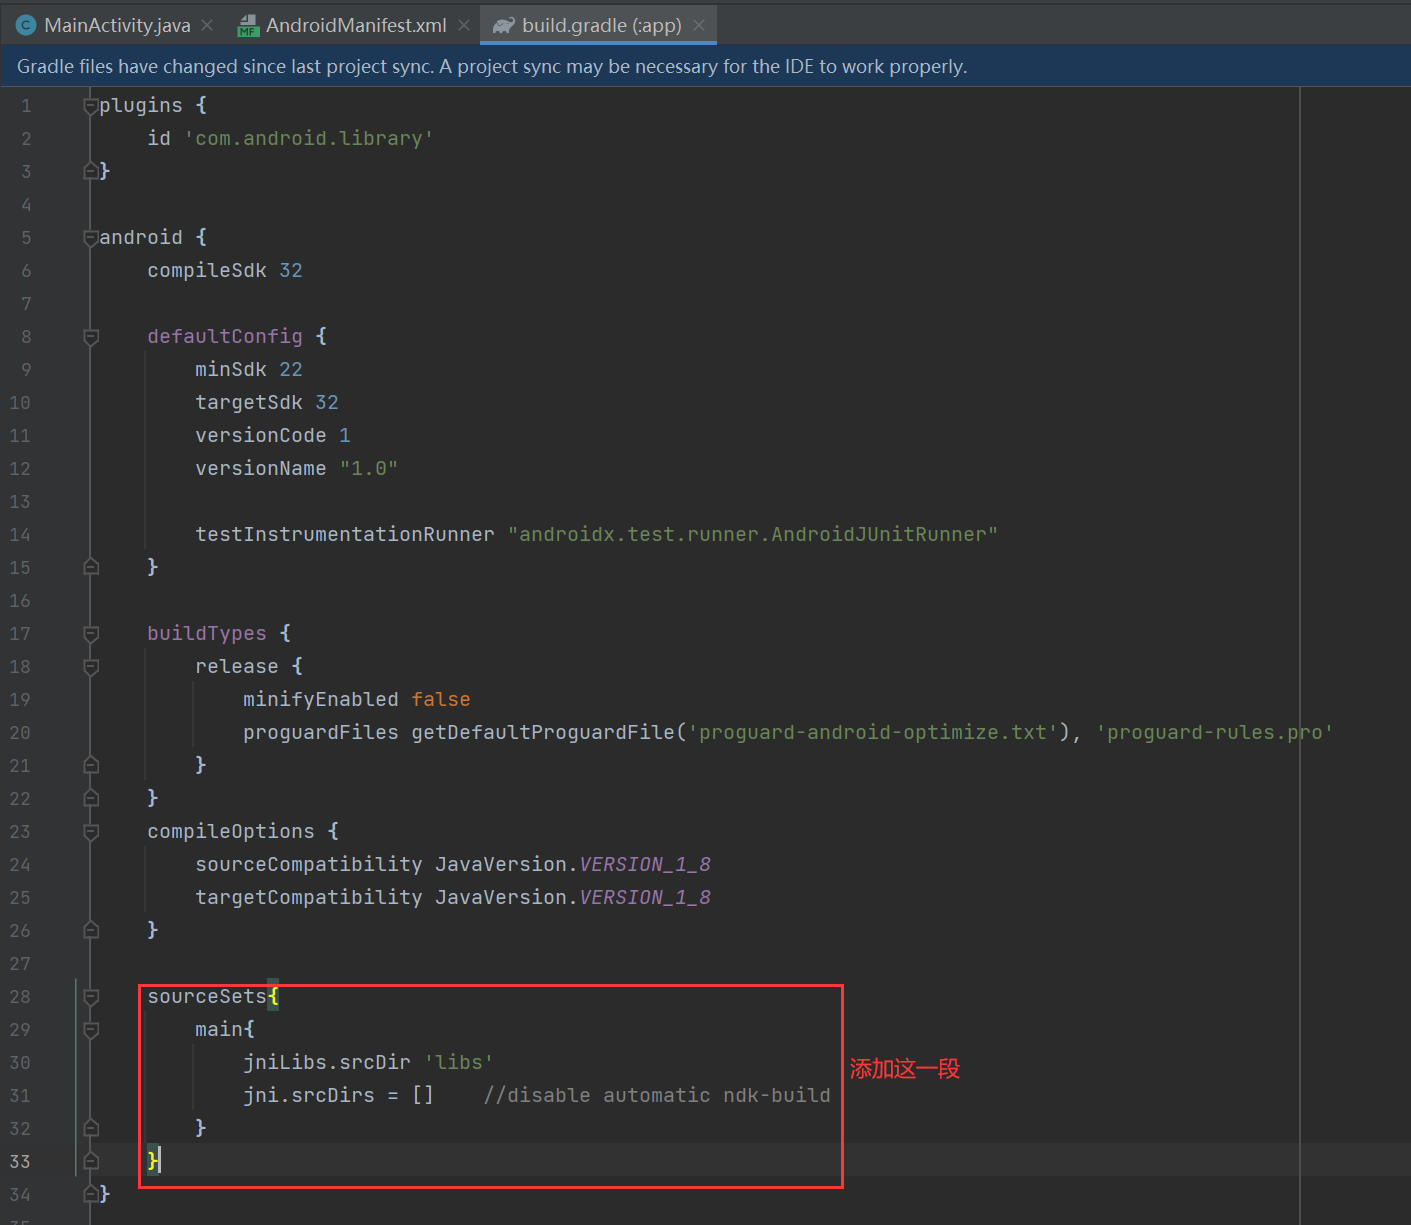 MainActivity.java AndroidManifest.xml build.gradle (:app)
Gradle files have changed since last project sync. A project sync may be necessary for the IDE to work properly.
1 plugins {
2     id 'com.android.library'
3 }
4
5 android {
6     compileSdk 32
7
8     defaultConfig {
9         minSdk 22
10         targetSdk 32
11         versionCode 1
12         versionName "1.0"
13
14         testInstrumentationRunner "androidx.test.runner.AndroidJUnitRunner"
15     }
16
17     buildTypes {
18         release {
19             minifyEnabled false
20             proguardFiles getDefaultProguardFile('proguard-android-optimize.txt'), 'proguard-rules.pro'
21         }
22     }
23     compileOptions {
24         sourceCompatibility JavaVersion.VERSION_1_8
25         targetCompatibility JavaVersion.VERSION_1_8
26     }
27
28     sourceSets{
29         main{
30             jniLibs.srcDir 'libs'
添加这一段
31             jni.srcDirs = []    //disable automatic ndk-build
32         }
33     }
34 }